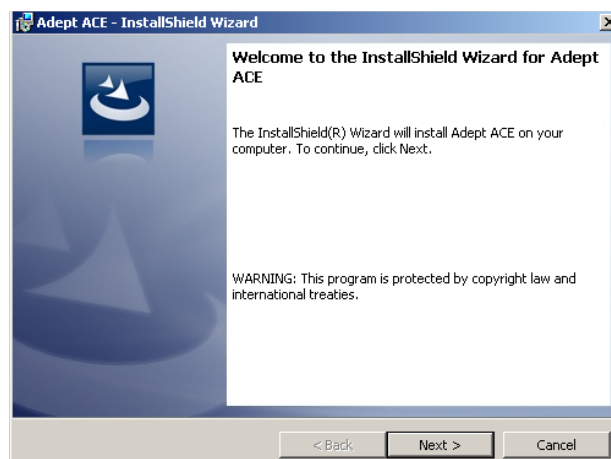 Adept ACE - InstallShield Wizard
Welcome to the InstallShield Wizard for Adept
ACE
The InstallShield(R) Wizard will install Adept ACE on your
computer. To continue, click Next.
WARNING: This program is protected by copyright law and
international treaties.
< Back
Next >
Cancel